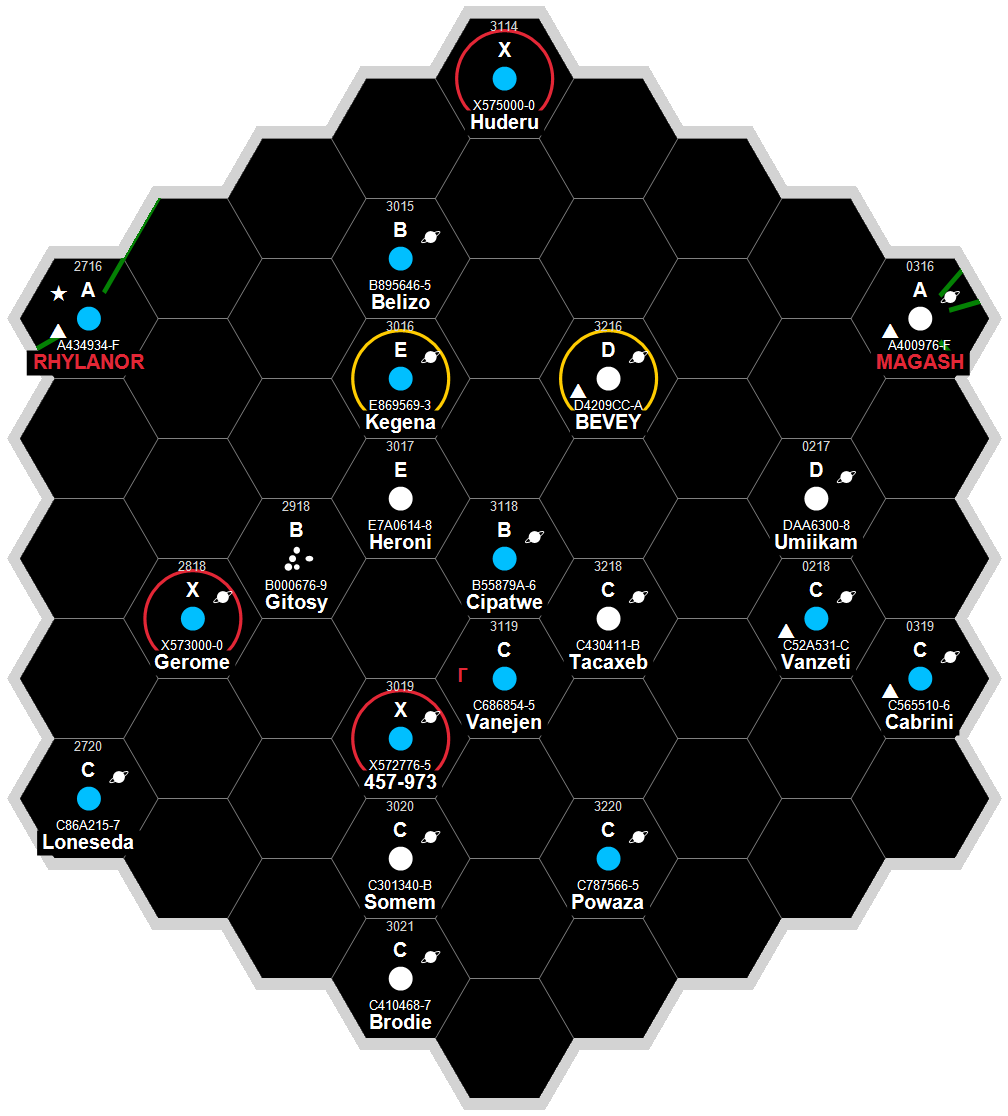 3114
X
X575000-0
Huderu
3015
B
B895646-5
Belizo
2716
A
A434934-F
RHYLANOR
0316
A
A400976-F
MAGASH
3016
E
E869569-3
Kegena
3216
D
D4209CC-A
BEVEY
3017
E
E7A0614-8
Heroni
0217
D
DAA6300-8
Umiikam
2918
B
B000676-9
Gitosy
3118
B
B55879A-6
Cipatwe
2818
X
X573000-0
Gerome
3218
C
C430411-B
Tacaxeb
0218
C
C52A531-C
Vanzeti
3119
C
Г
C686854-5
Vanejen
0319
C
C565510-6
Cabrini
3019
X
X572776-5
457-973
2720
C
C86A215-7
Loneseda
3020
C
C301340-B
Somem
3220
C
C787566-5
Powaza
3021
C
C410468-7
Brodie